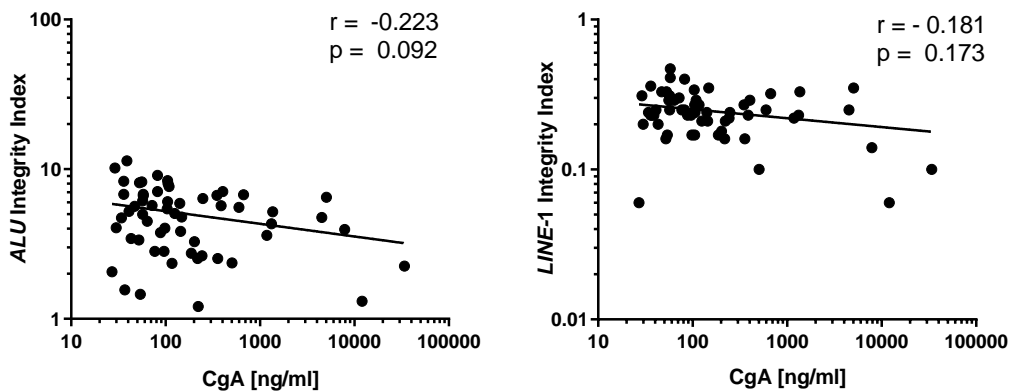 r = -0.223
p = 0.092
100
10
1
ALU Integrity Index
10 100 1000 10000 100000
CgA [ng/ml]
r = - 0.181
p = 0.173
1
0.1
0.01
LINE-1 Integrity Index
10 100 1000 10000 100000
CgA [ng/ml]